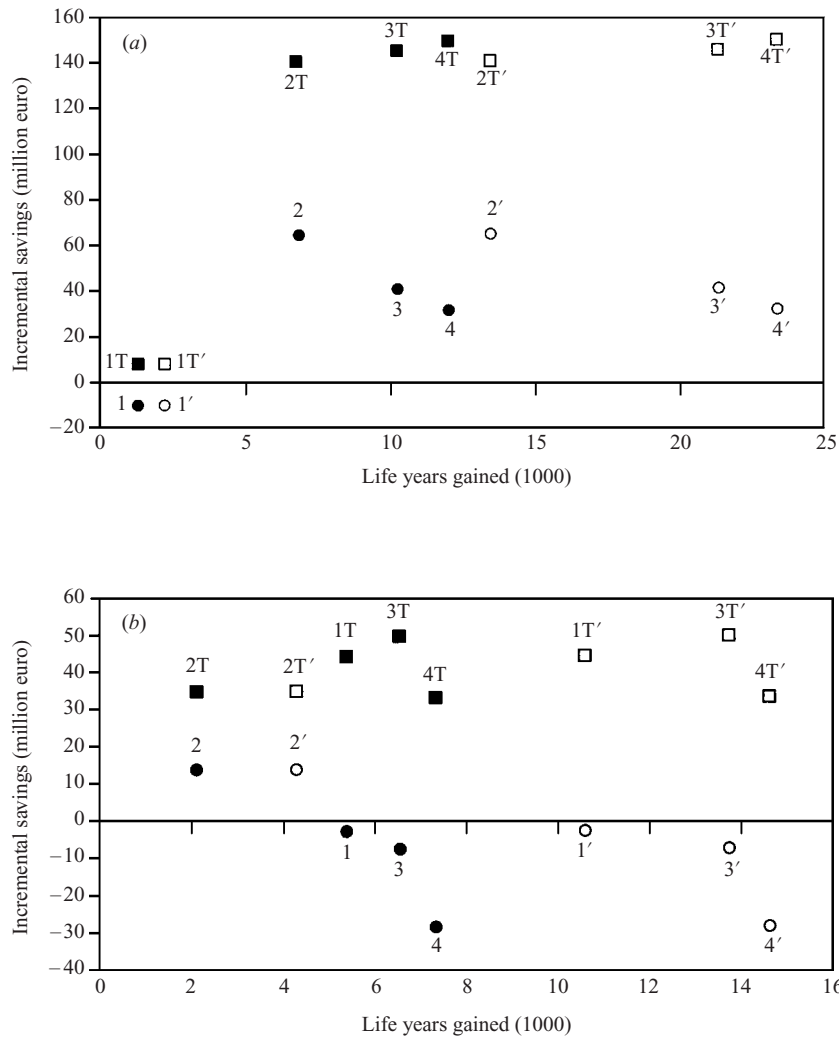 160
(a)
3T
3T′
140
2T
4T
2T′
4T′
120
100
80
2
2′
60
40
3
4
3′
4′
20
1T
1T′
0
1
1′
−20
0 5 10 15 20 25
Life years gained (1000)
Incremental savings (million euro)
60
(b)
3T
3T′
50
1T
1T′
2T
2T′
4T
4T′
40
30
20
2
2′
10
0
1
1′
−10
3
3′
−20
−30
4
4′
−40
0 2 4 6 8 10 12 14 16
Life years gained (1000)
Incremental savings (million euro)